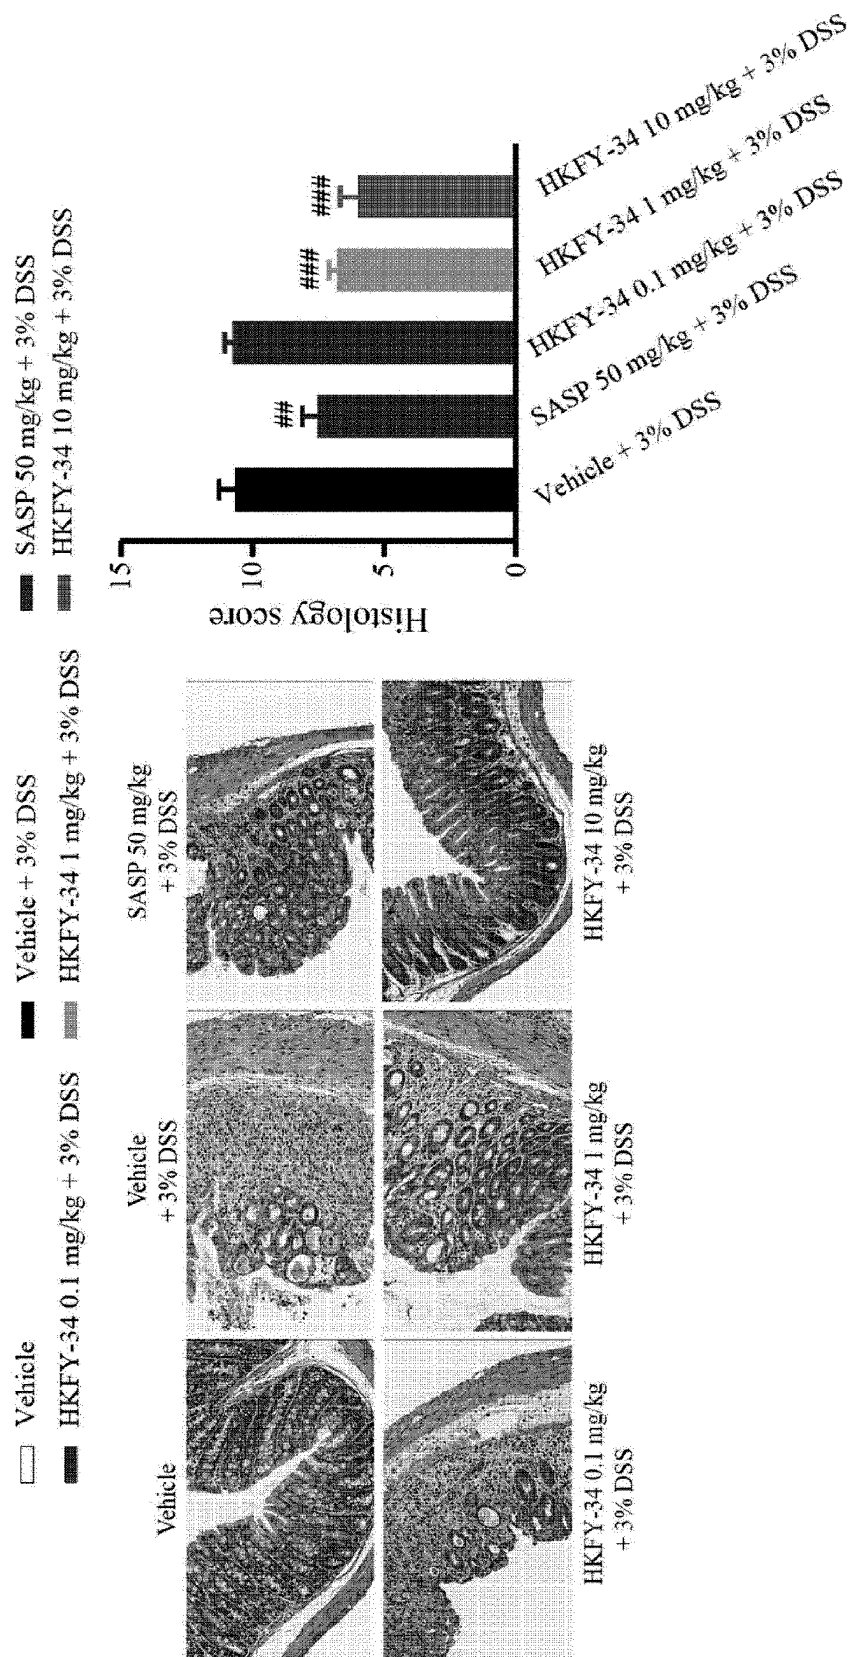 Vehicle
Vehicle + 3% DSS
SASP 50 mg/kg + 3% DSS
HKFY-34 0.1 mg/kg + 3% DSS
HKFY-34 1 mg/kg + 3% DSS
HKFY-34 10 mg/kg + 3% DSS
Vehicle
Vehicle
+ 3% DSS
SASP 50 mg/kg
+ 3% DSS
HKFY-34 0.1 mg/kg
+ 3% DSS
HKFY-34 1 mg/kg
+ 3% DSS
HKFY-34 10 mg/kg
+ 3% DSS
Histology score
15
10
5
0
##
###
###
Vehicle + 3% DSS
SASP 50 mg/kg + 3% DSS
HKFY-34 0.1 mg/kg + 3% DSS
HKFY-34 1 mg/kg + 3% DSS
HKFY-34 10 mg/kg + 3% DSS